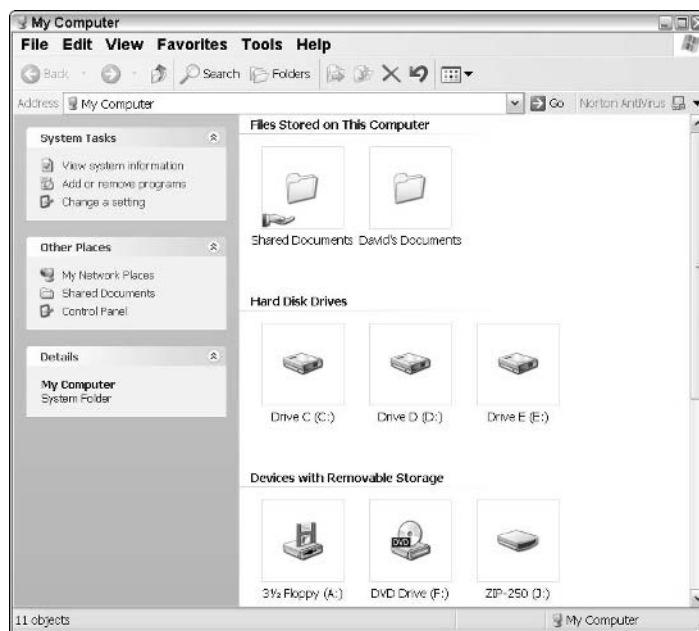 My Computer
File Edit View Favorites Tools Help
Back Search Folders
Address My Computer Go Norton AntiVirus
System Tasks
View system information
Add or remove programs
Change a setting
Other Places
My Network Places
Shared Documents
Control Panel
Details
My Computer
System Folder
Files Stored on This Computer
Shared Documents David's Documents
Hard Disk Drives
Drive C (C:) Drive D (D:) Drive E (E:)
Devices with Removable Storage
DVD
3½ Floppy (A:) DVD Drive (F:) ZIP-250 (J:)
11 objects My Computer